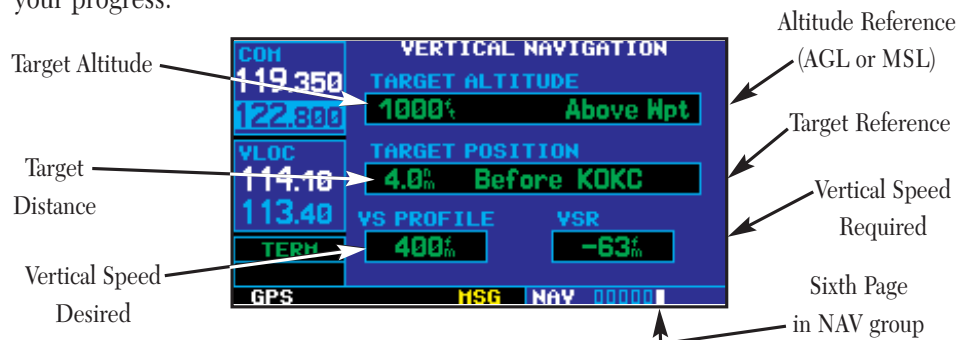 your progress.
Altitude Reference
(AGL or MSL)
Target Altitude
Target Reference
Target
Distance
Vertical Speed
Required
Vertical Speed
Desired
Sixth Page
in NAV group
COM
119.350
122.800
VLOC
114.10
113.40
TERM
GPS
VERTICAL NAVIGATION
TARGET ALTITUDE
1000ft Above Wpt
TARGET POSITION
4.0nm Before KOKC
VS PROFILE VSR
400fm -63fm
MSG NAV